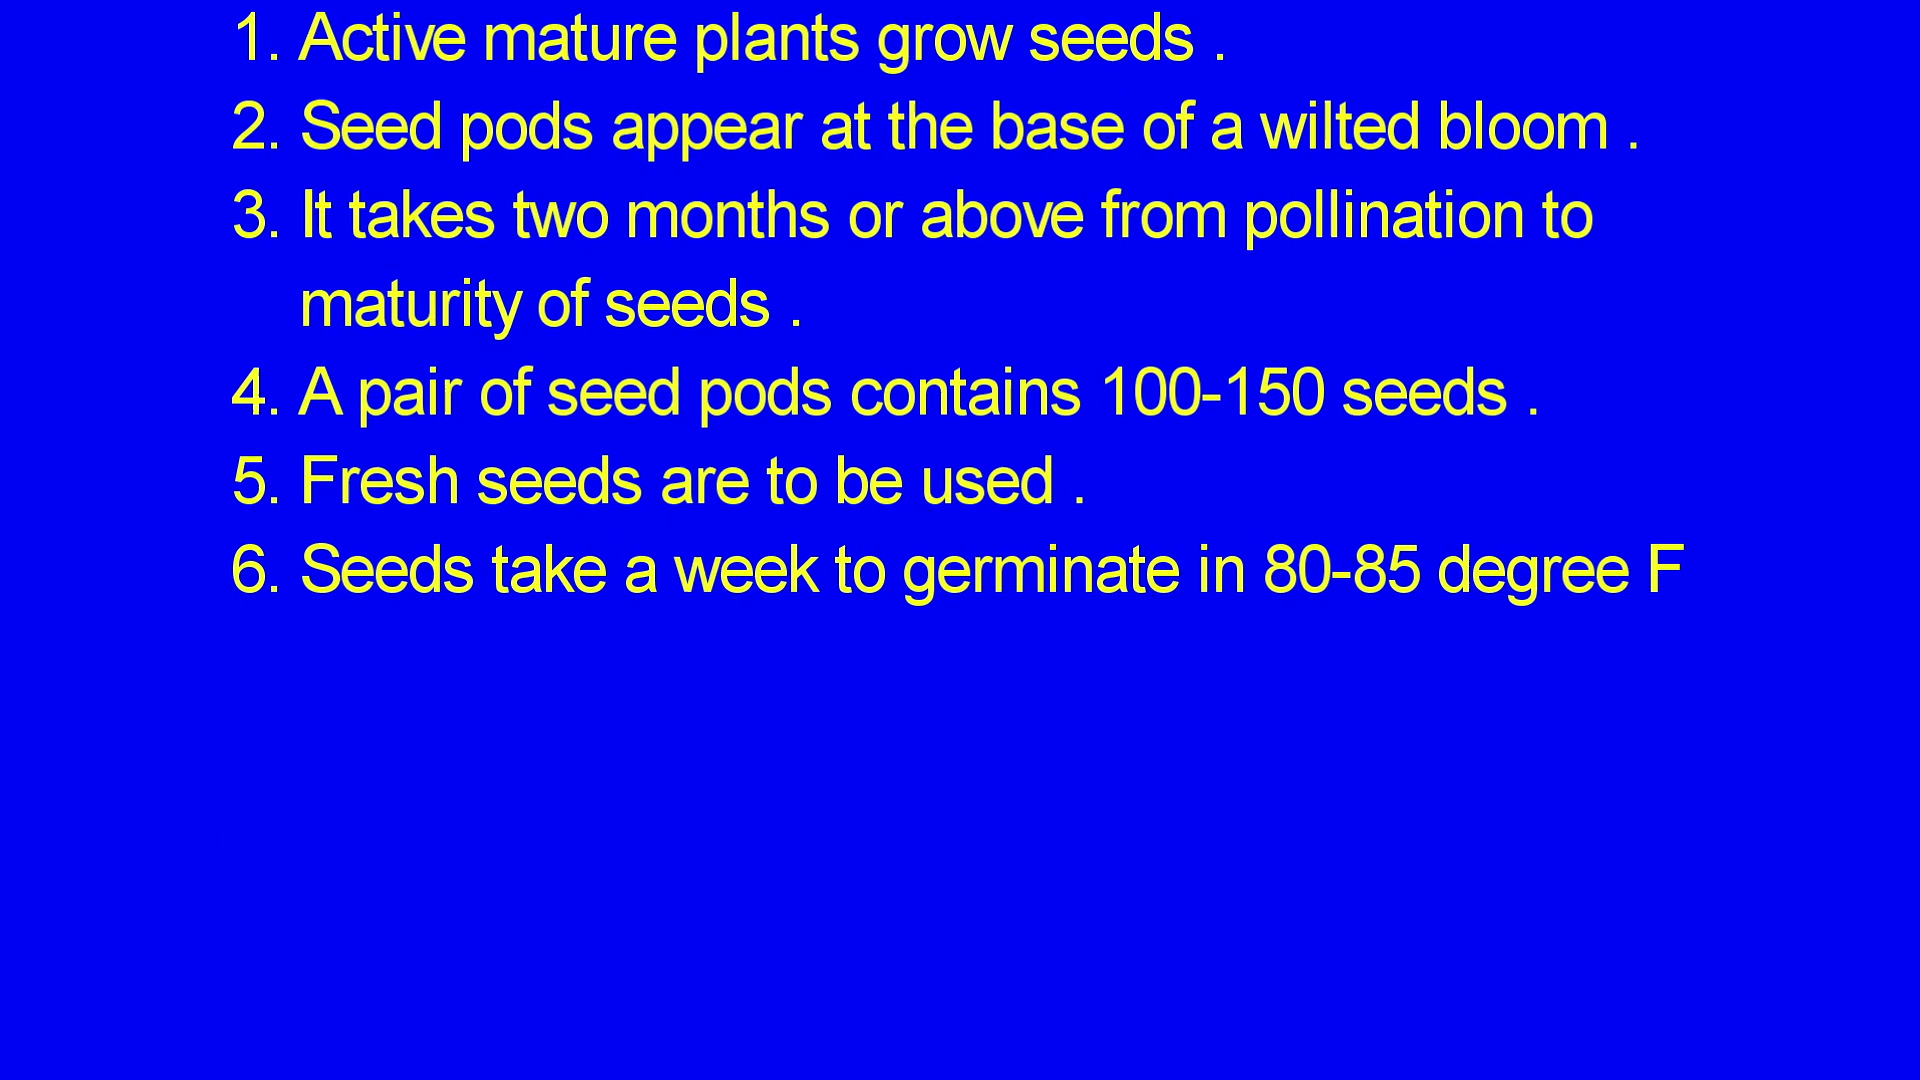 1. Active mature plants grow seeds .
2. Seed pods appear at the base of a wilted bloom .
3. It takes two months or above from pollination to
maturity of seeds .
4. A pair of seed pods contains 100-150 seeds .
5. Fresh seeds are to be used .
6. Seeds take a week to germinate in 80-85 degree F